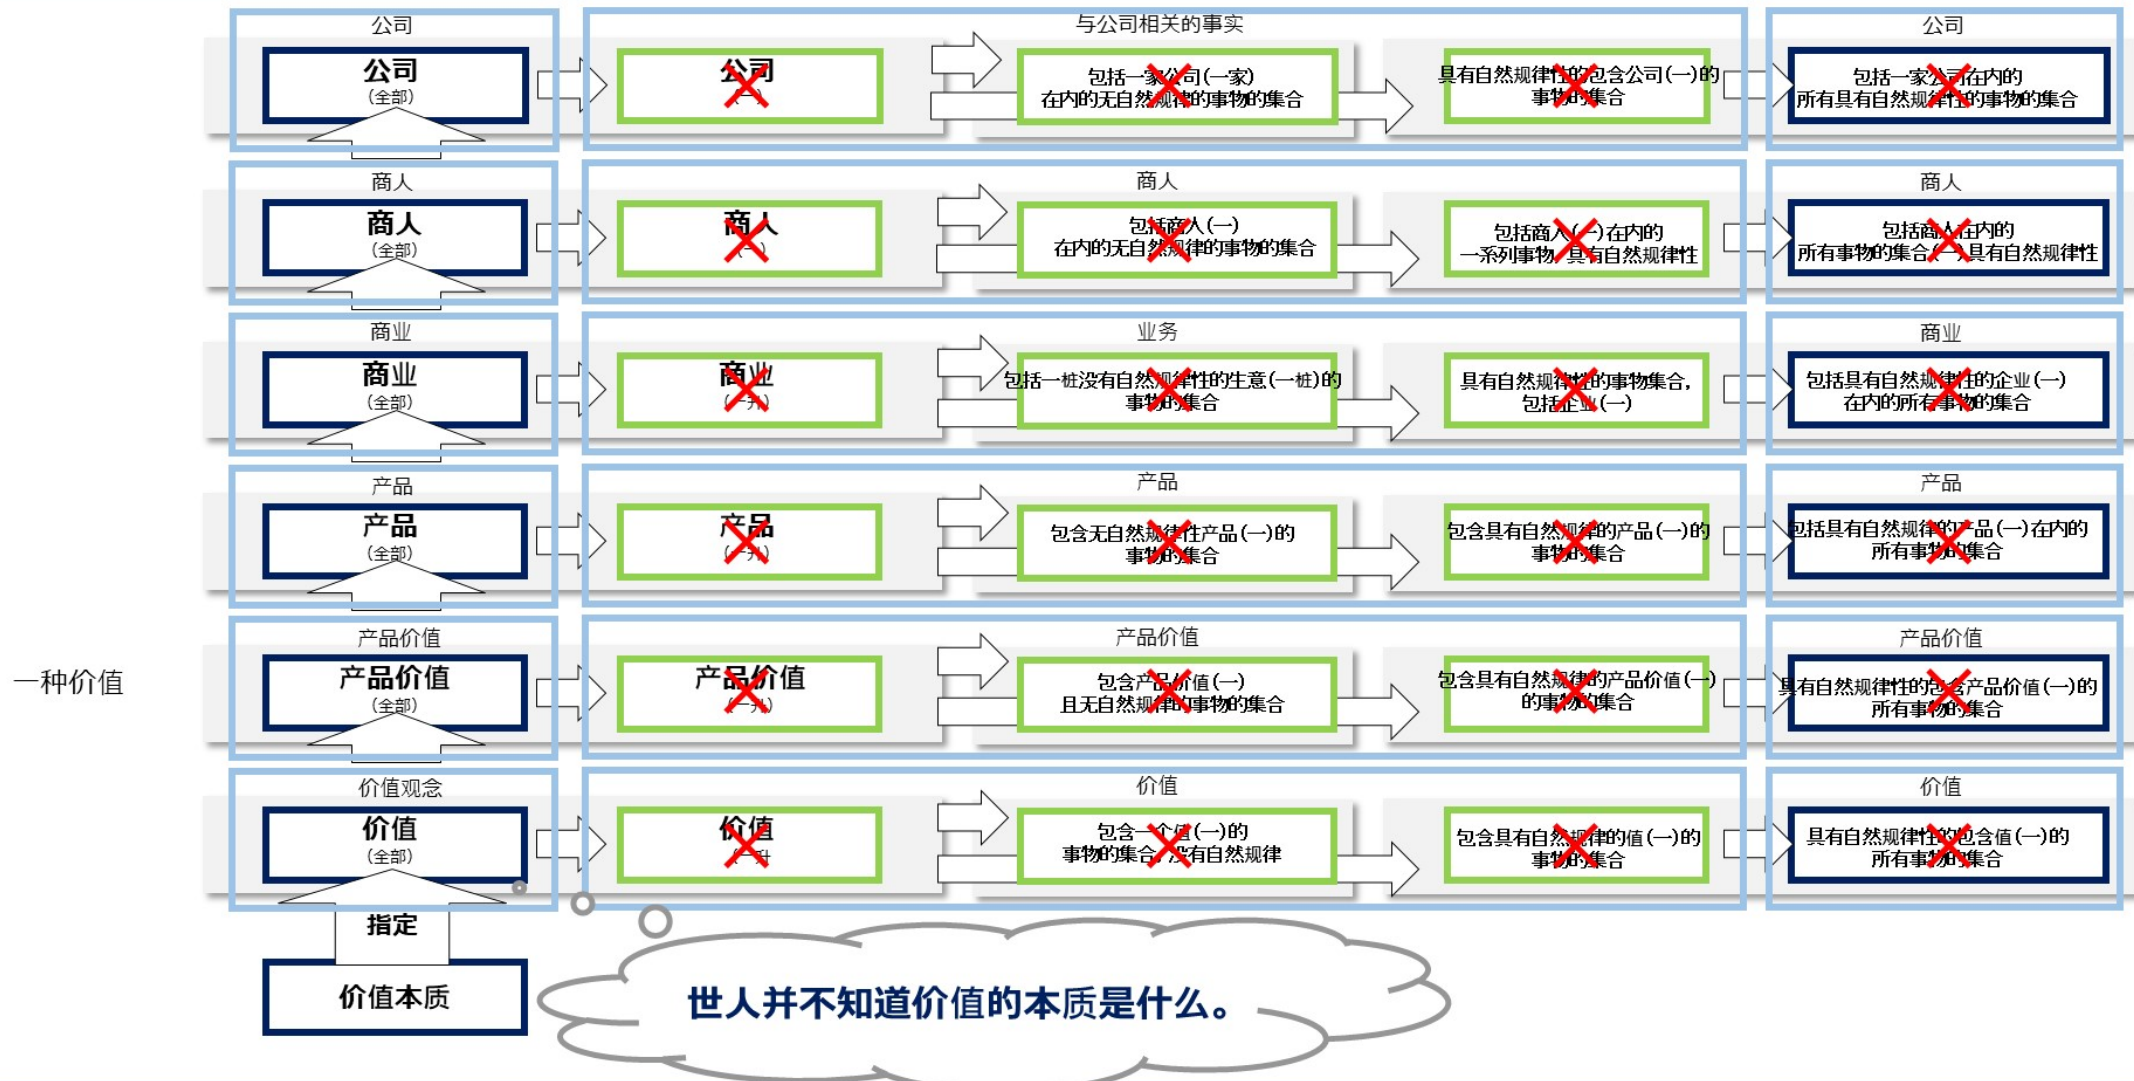 公司
与公司相关的事实
公司
公司
(全部)
公司
(一)
包括一家公司(一家)
在内的无自然规律的事物的集合
具有自然规律性的包含公司(一)的
事物的集合
包括一家公司在内的
所有具有自然规律性的事物的集合
商人
商人
商人
商人
(全部)
商人
包括商人(一)
在内的无自然规律的事物的集合
包括商人(一)在内的
一系列事物, 具有自然规律性
包括商人在内的
所有事物的集合(一)具有自然规律性
商业
业务
商业
商业
(全部)
商业
(一升)
包括一桩没有自然规律性的生意(一桩)的
事物的集合
具有自然规律性的事物集合,
包括企业(一)
包括具有自然规律性的企业(一)
在内的所有事物的集合
产品
产品
产品
产品
(全部)
产品
(一升)
包含无自然规律性产品(一)的
事物的集合
包含具有自然规律的产品(一)的
事物的集合
包括具有自然规律的产品(一)在内的
所有事物的集合
产品价值
产品价值
产品价值
一种价值
产品价值
(全部)
产品价值
(一升)
包含产品价值(一)
且无自然规律的事物的集合
包含具有自然规律的产品价值(一)
的事物的集合
具有自然规律性的包含产品价值(一)的
所有事物的集合
价值观念
价值
价值
价值
(全部)
价值
(一升
包含一个值(一)的
事物的集合, 没有自然规律
包含具有自然规律的值(一)的
事物的集合
具有自然规律性的包含值(一)的
所有事物的集合
指定
价值本质
世人并不知道价值的本质是什么。